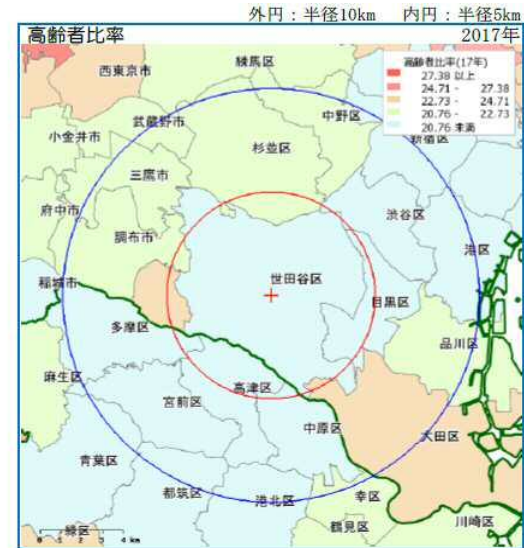 外円：半径10km　内円：半径5km
高齢者比率
2017年
高齢者比率(17年)
27.38 以上
24.71 - 27.38
22.73 - 24.71
20.76 - 22.73
20.76 未満
練馬区
西東京市
武蔵野市
中野区
新宿区
小金井市
杉並区
三鷹市
府中市
渋谷区
調布市
港区
世田谷区
稲城市
目黒区
多摩区
品川区
麻生区
高津区
宮前区
中原区
大田区
青葉区
都筑区
港北区
幸区
川崎区
鶴見区
緑区
0 1 2 4 km